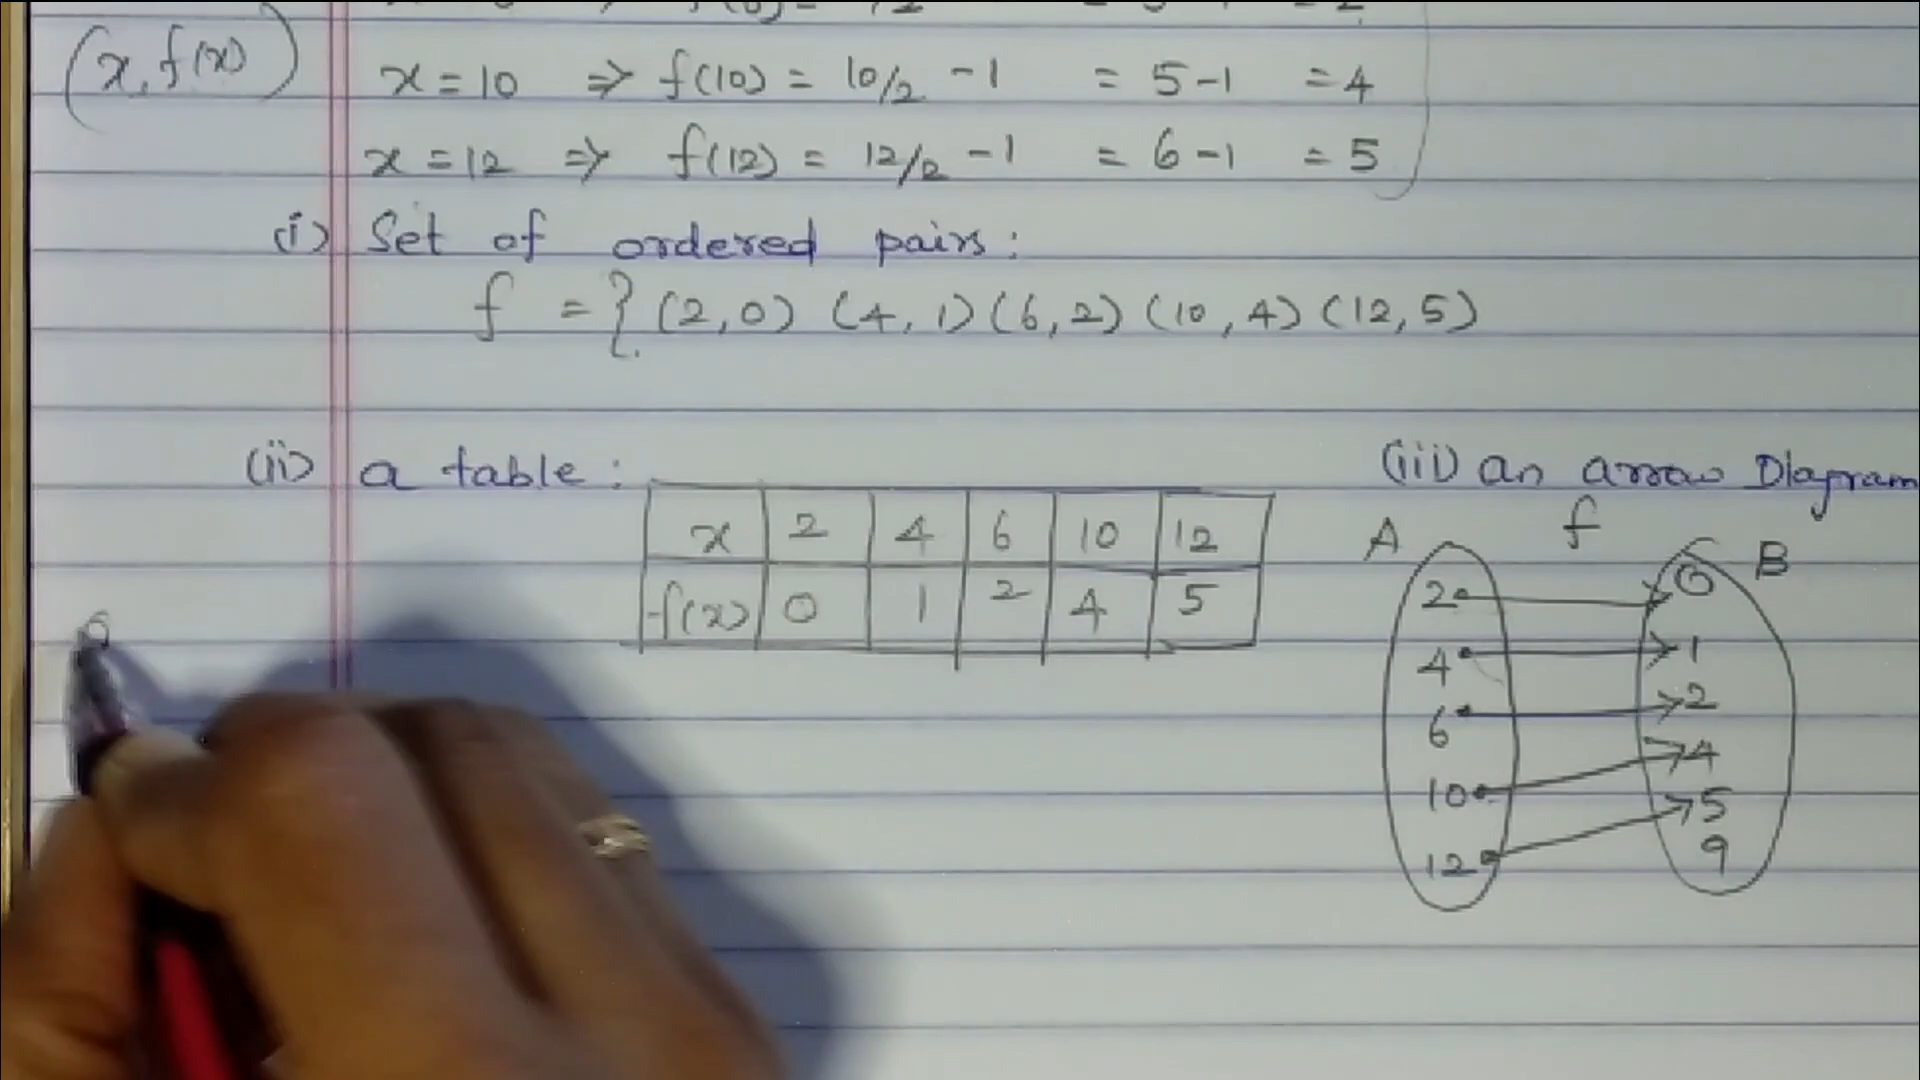 (x, f(x))
x = 10 ⇒ f(10) = 10/2 - 1 = 5 - 1 = 4
x = 12 ⇒ f(12) = 12/2 - 1 = 6 - 1 = 5
(i) Set of ordered pairs:
f = { (2, 0) (4, 1) (6, 2) (10, 4) (12, 5)
(ii) a table:
x 2 4 6 10 12
f(x) 0 1 2 4 5
(iii) an arrow Diagram
A f B
2 0
4 1
6 2
10 4
12 5
9